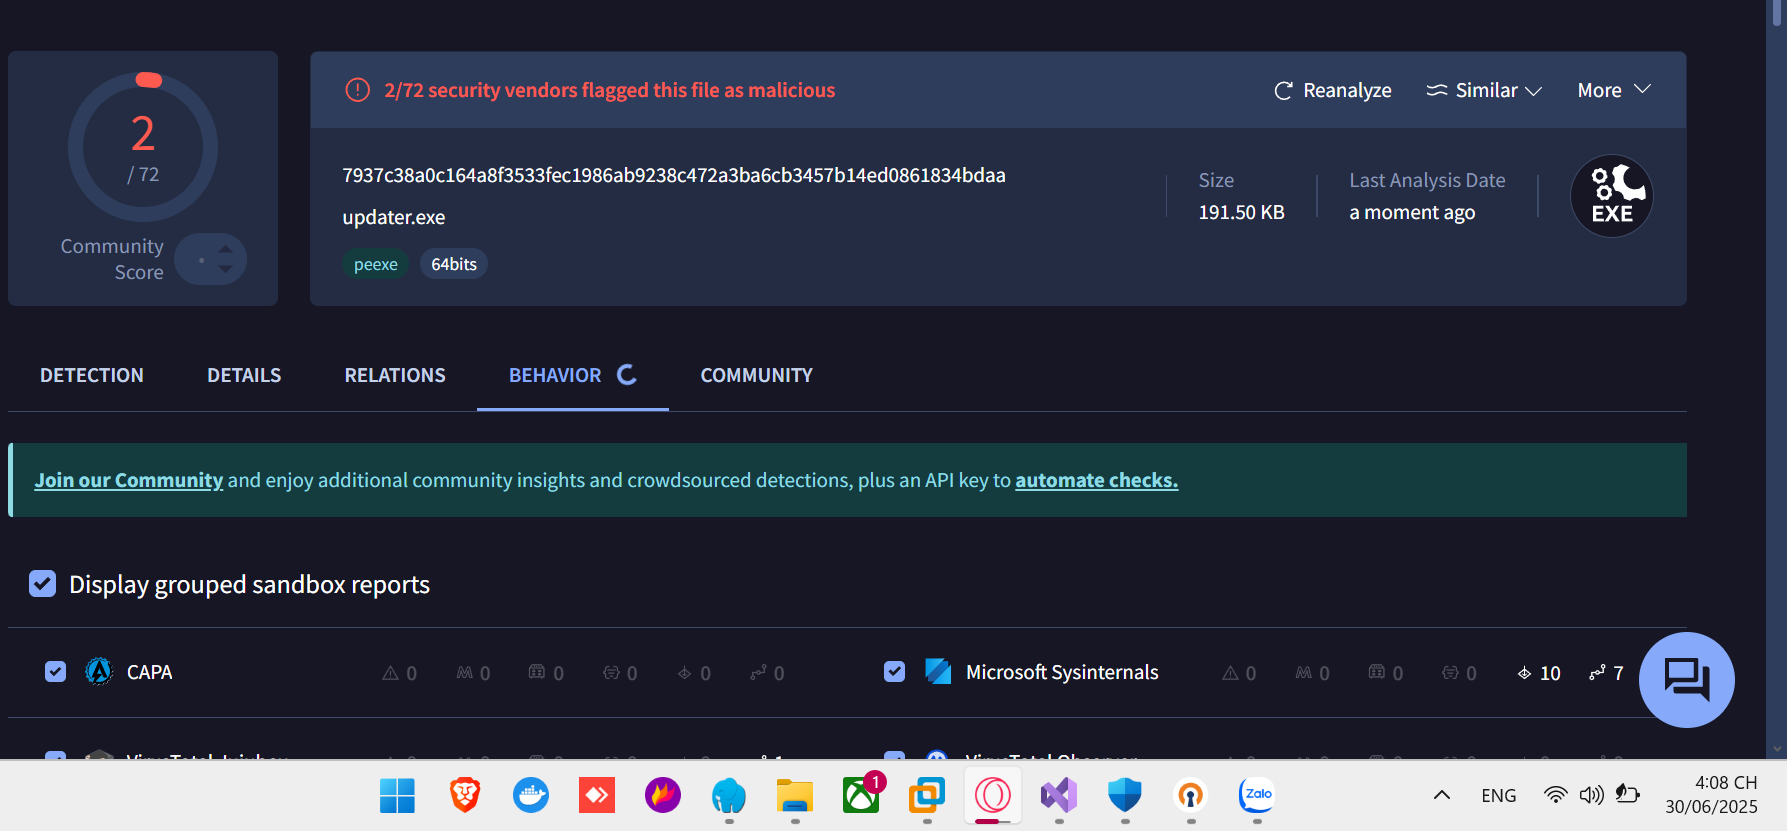 2/72 security vendors flagged this file as malicious
Reanalyze
Similar
More
2
/ 72
Community
Score
7937c38a0c164a8f3533fec1986ab9238c472a3ba6cb3457b14ed0861834bdaa
updater.exe
peexe
64bits
Size
191.50 KB
Last Analysis Date
a moment ago
EXE
DETECTION
DETAILS
RELATIONS
BEHAVIOR
COMMUNITY
Join our Community and enjoy additional community insights and crowdsourced detections, plus an API key to automate checks.
Display grouped sandbox reports
CAPA 0 0 0 0 0 0
Microsoft Sysinternals 0 0 0 0 10 7
1
Zalo
ENG
4:08 CH
30/06/2025